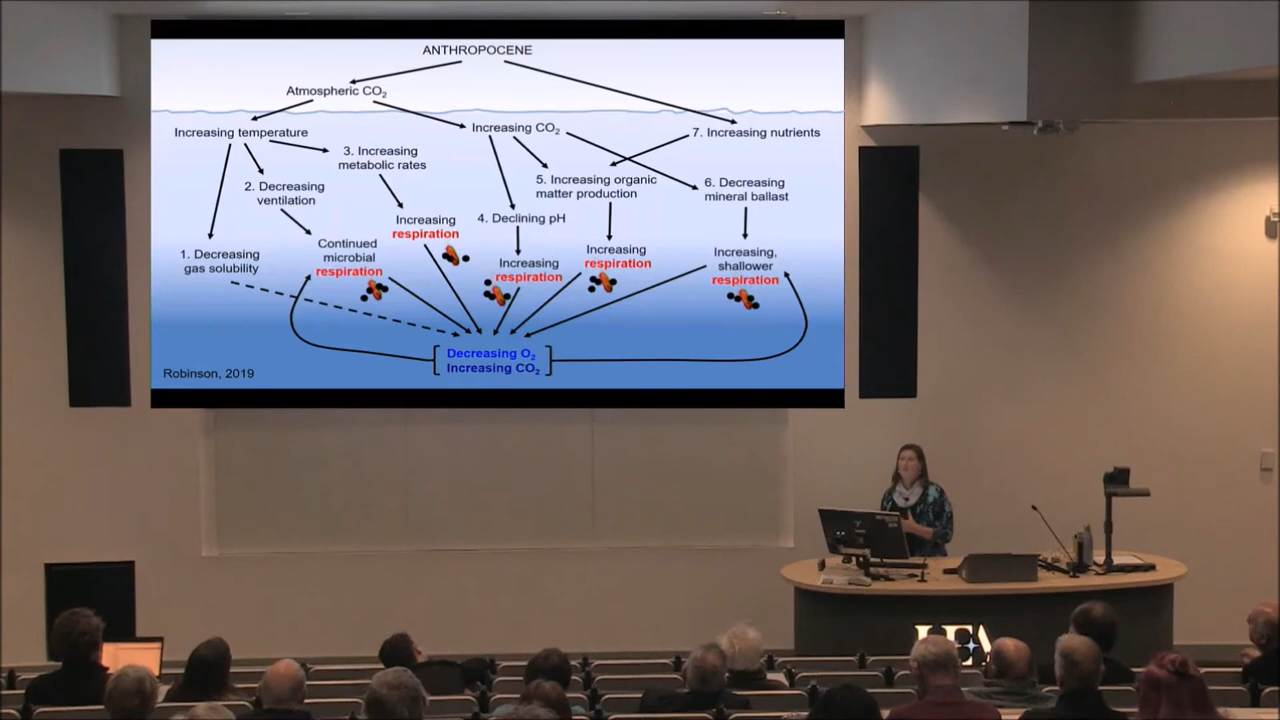 ANTHROPOCENE
Atmospheric CO₂
Increasing temperature
Increasing CO₂
7. Increasing nutrients
3. Increasing
metabolic rates
2. Decreasing
ventilation
5. Increasing organic
matter production
6. Decreasing
mineral ballast
4. Declining pH
1. Decreasing
gas solubility
Continued
microbial
respiration
Increasing
respiration
Increasing
respiration
Increasing
respiration
Increasing,
shallower
respiration
Decreasing O₂
Increasing CO₂
Robinson, 2019
UEA